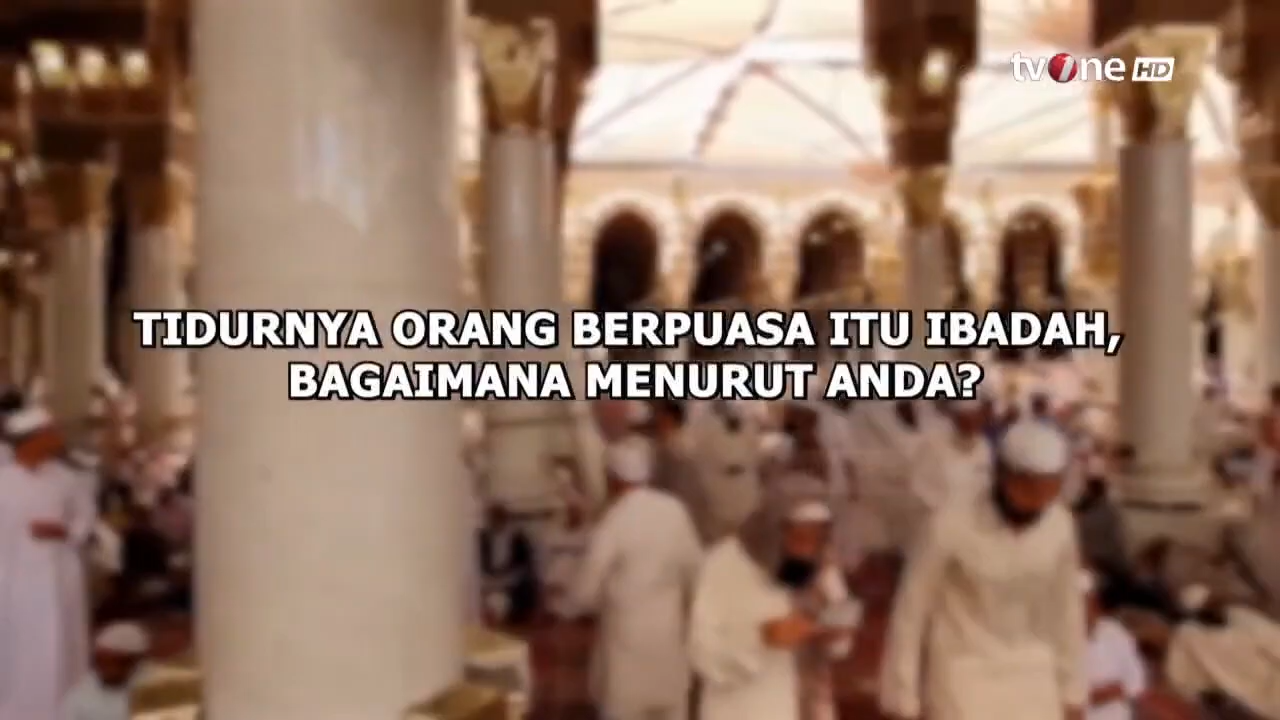 tvOne HD
TIDURNYA ORANG BERPUASA ITU IBADAH,
BAGAIMANA MENURUT ANDA?